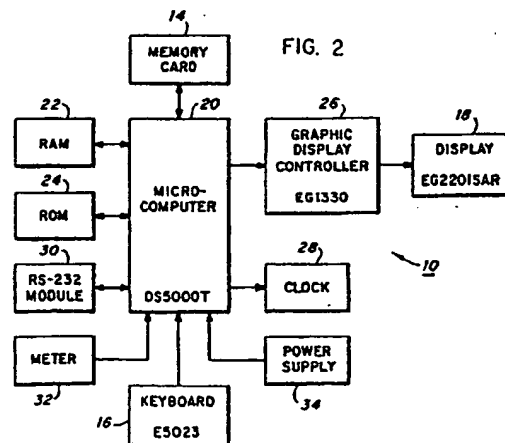 14
MEMORY
CARD
FIG. 2
22
RAM
20
MICRO-
COMPUTER
DS5000T
26
GRAPHIC
DISPLAY
CONTROLLER
EG1330
18
DISPLAY
EG2201SAR
24
ROM
10
30
RS-232
MODULE
28
CLOCK
METER
32
POWER
SUPPLY
34
16
KEYBOARD
E5023